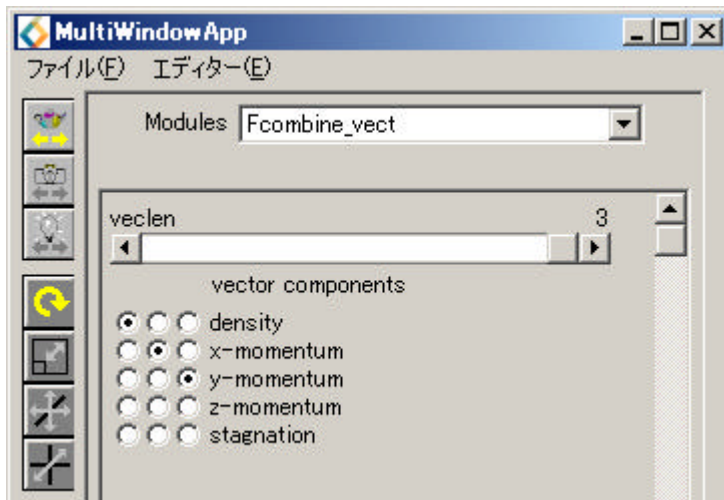 MultiWindowApp
ファイル(F) エディター(E)
Modules Fcombine_vect
veclen 3
vector components
density
x-momentum
y-momentum
z-momentum
stagnation